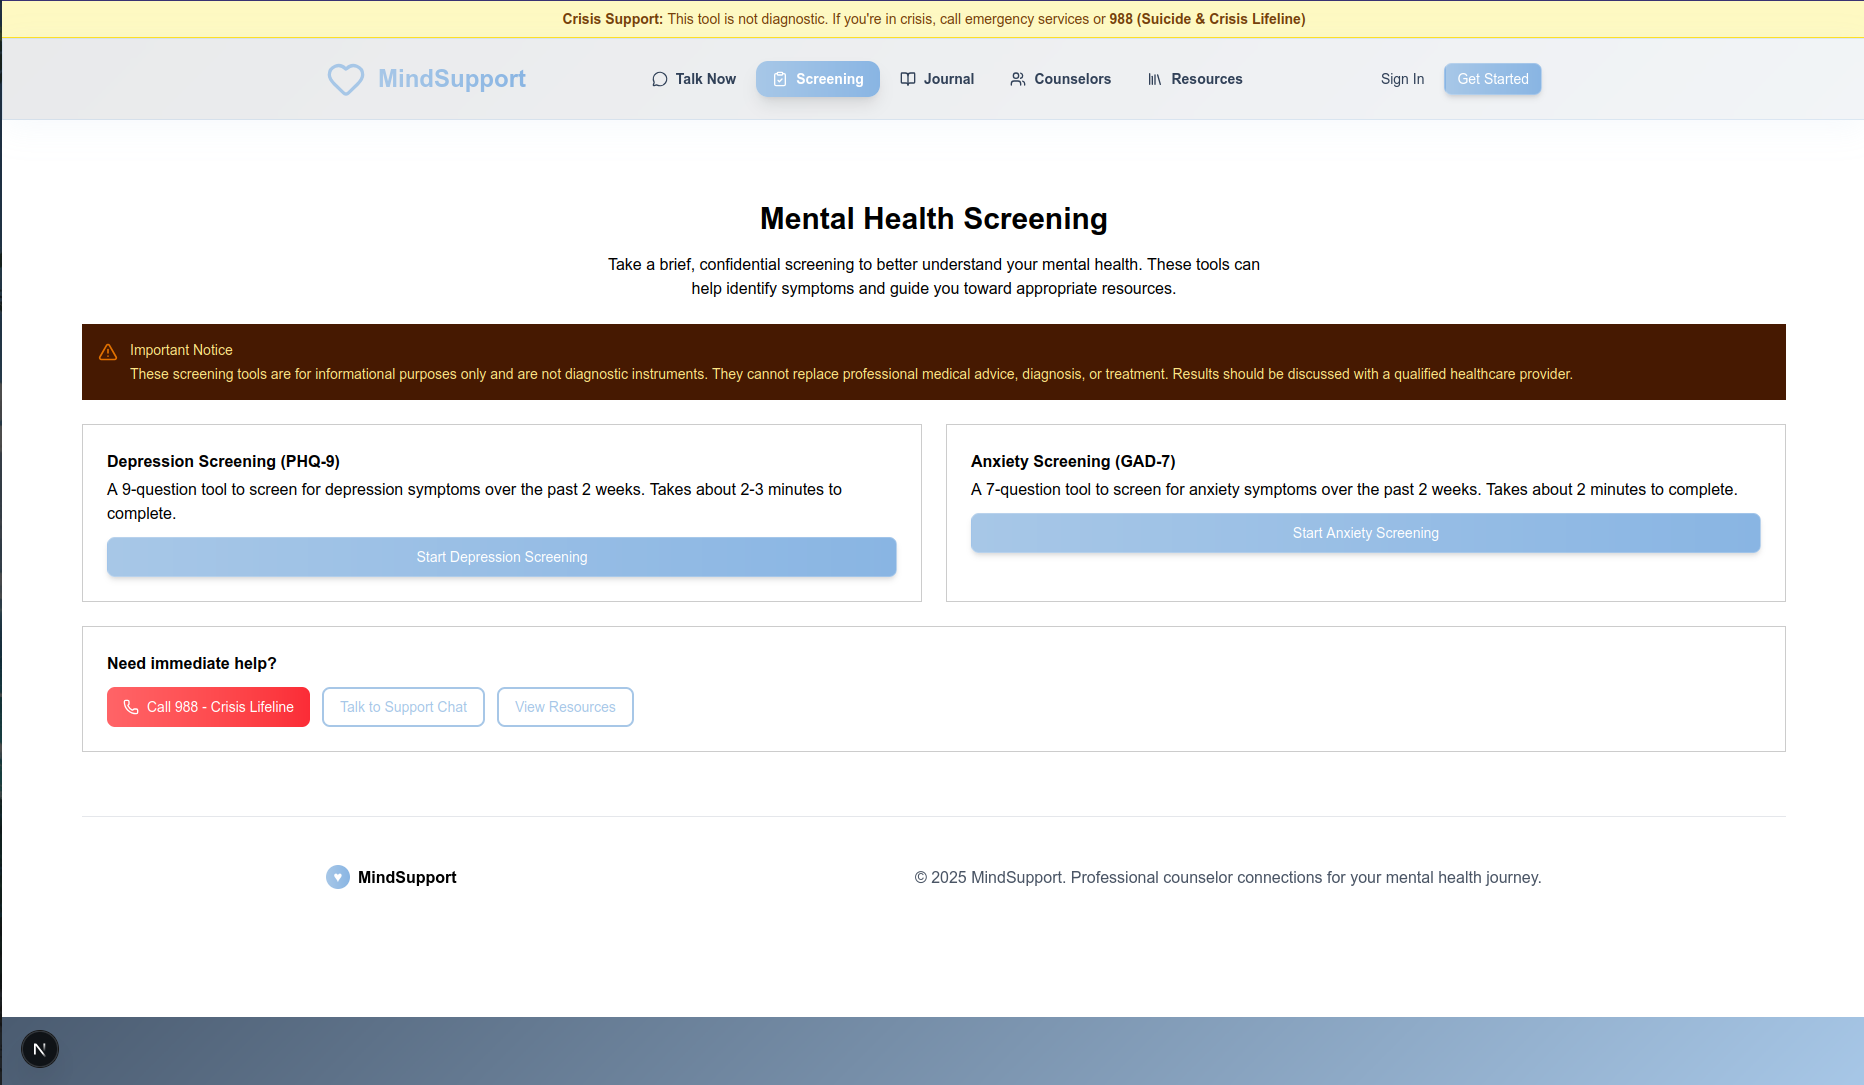 Crisis Support: This tool is not diagnostic. If you're in crisis, call emergency services or 988 (Suicide & Crisis Lifeline)
MindSupport
Talk Now
Screening
Journal
Counselors
Resources
Sign In
Get Started
Mental Health Screening
Take a brief, confidential screening to better understand your mental health. These tools can
help identify symptoms and guide you toward appropriate resources.
Important Notice
These screening tools are for informational purposes only and are not diagnostic instruments. They cannot replace professional medical advice, diagnosis, or treatment. Results should be discussed with a qualified healthcare provider.
Depression Screening (PHQ-9)
A 9-question tool to screen for depression symptoms over the past 2 weeks. Takes about 2-3 minutes to
complete.
Start Depression Screening
Anxiety Screening (GAD-7)
A 7-question tool to screen for anxiety symptoms over the past 2 weeks. Takes about 2 minutes to complete.
Start Anxiety Screening
Need immediate help?
Call 988 - Crisis Lifeline
Talk to Support Chat
View Resources
MindSupport
© 2025 MindSupport. Professional counselor connections for your mental health journey.
N